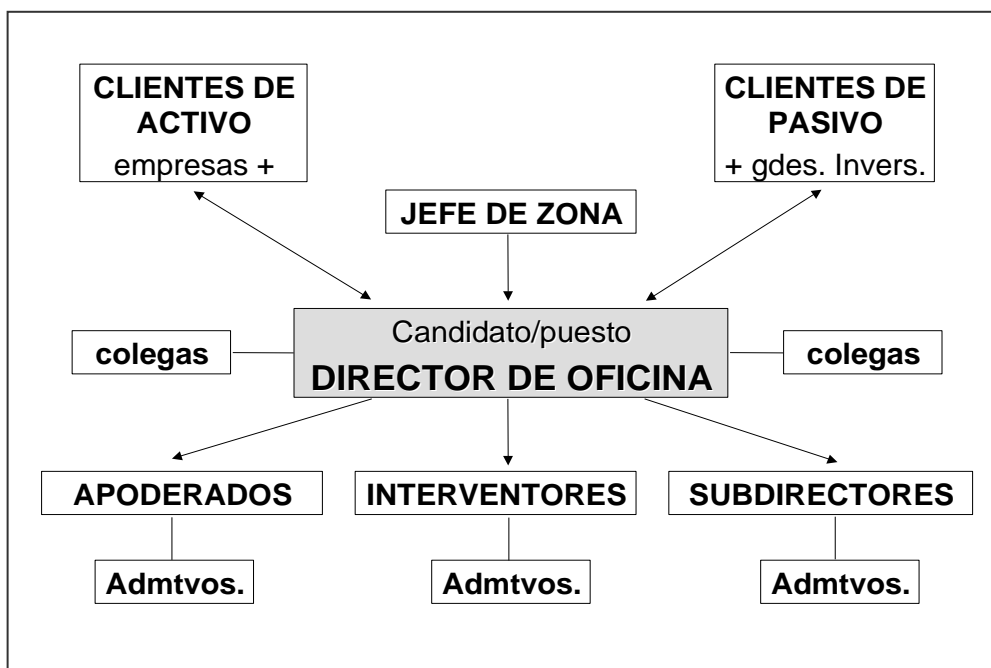 CLIENTES DE
ACTIVO
empresas +
CLIENTES DE
PASIVO
+ gdes. Invers.
JEFE DE ZONA
colegas
Candidato/puesto
DIRECTOR DE OFICINA
colegas
APODERADOS
INTERVENTORES
SUBDIRECTORES
Admtvos.
Admtvos.
Admtvos.